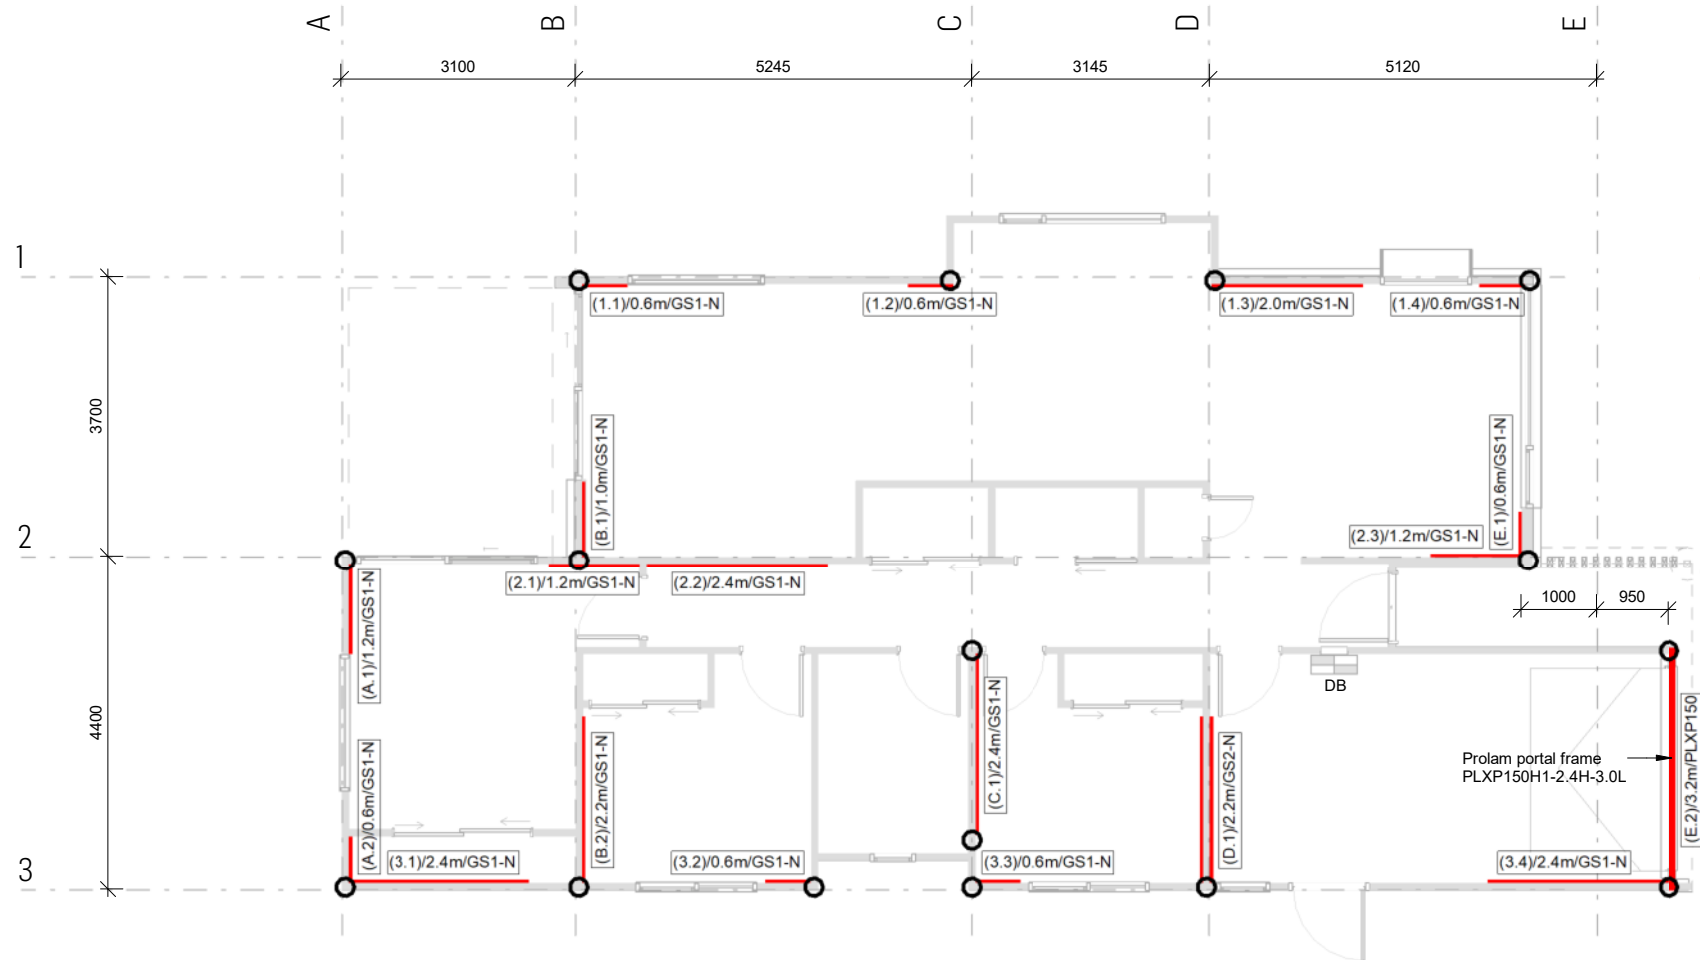 A
B
C
D
E
3100
5245
3145
5120
1
(1.1)/0.6m/GS1-N
(1.2)/0.6m/GS1-N
(1.3)/2.0m/GS1-N
(1.4)/0.6m/GS1-N
3700
(B.1)/1.0m/GS1-N
(E.1)/0.6m/GS1-N
2
(2.3)/1.2m/GS1-N
(2.1)/1.2m/GS1-N
(2.2)/2.4m/GS1-N
1000
950
(A.1)/1.2m/GS1-N
DB
4400
(C.1)/2.4m/GS1-N
(E.2)/3.2m/PLXP150
Prolam portal frame
PLXP150H1-2.4H-3.0L
(A.2)/0.6m/GS1-N
(B.2)/2.2m/GS1-N
(D.1)/2.2m/GS2-N
3
(3.1)/2.4m/GS1-N
(3.2)/0.6m/GS1-N
(3.3)/0.6m/GS1-N
(3.4)/2.4m/GS1-N